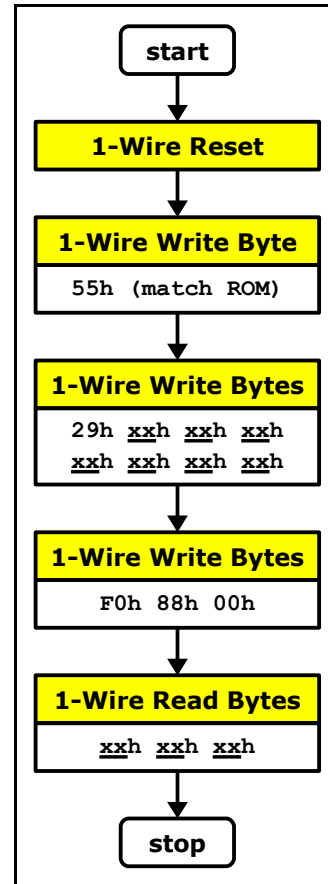 start
1-Wire Reset
1-Wire Write Byte
55h (match ROM)
1-Wire Write Bytes
29h xxh xxh xxh
xxh xxh xxh xxh
1-Wire Write Bytes
F0h 88h 00h
1-Wire Read Bytes
xxh xxh xxh
stop